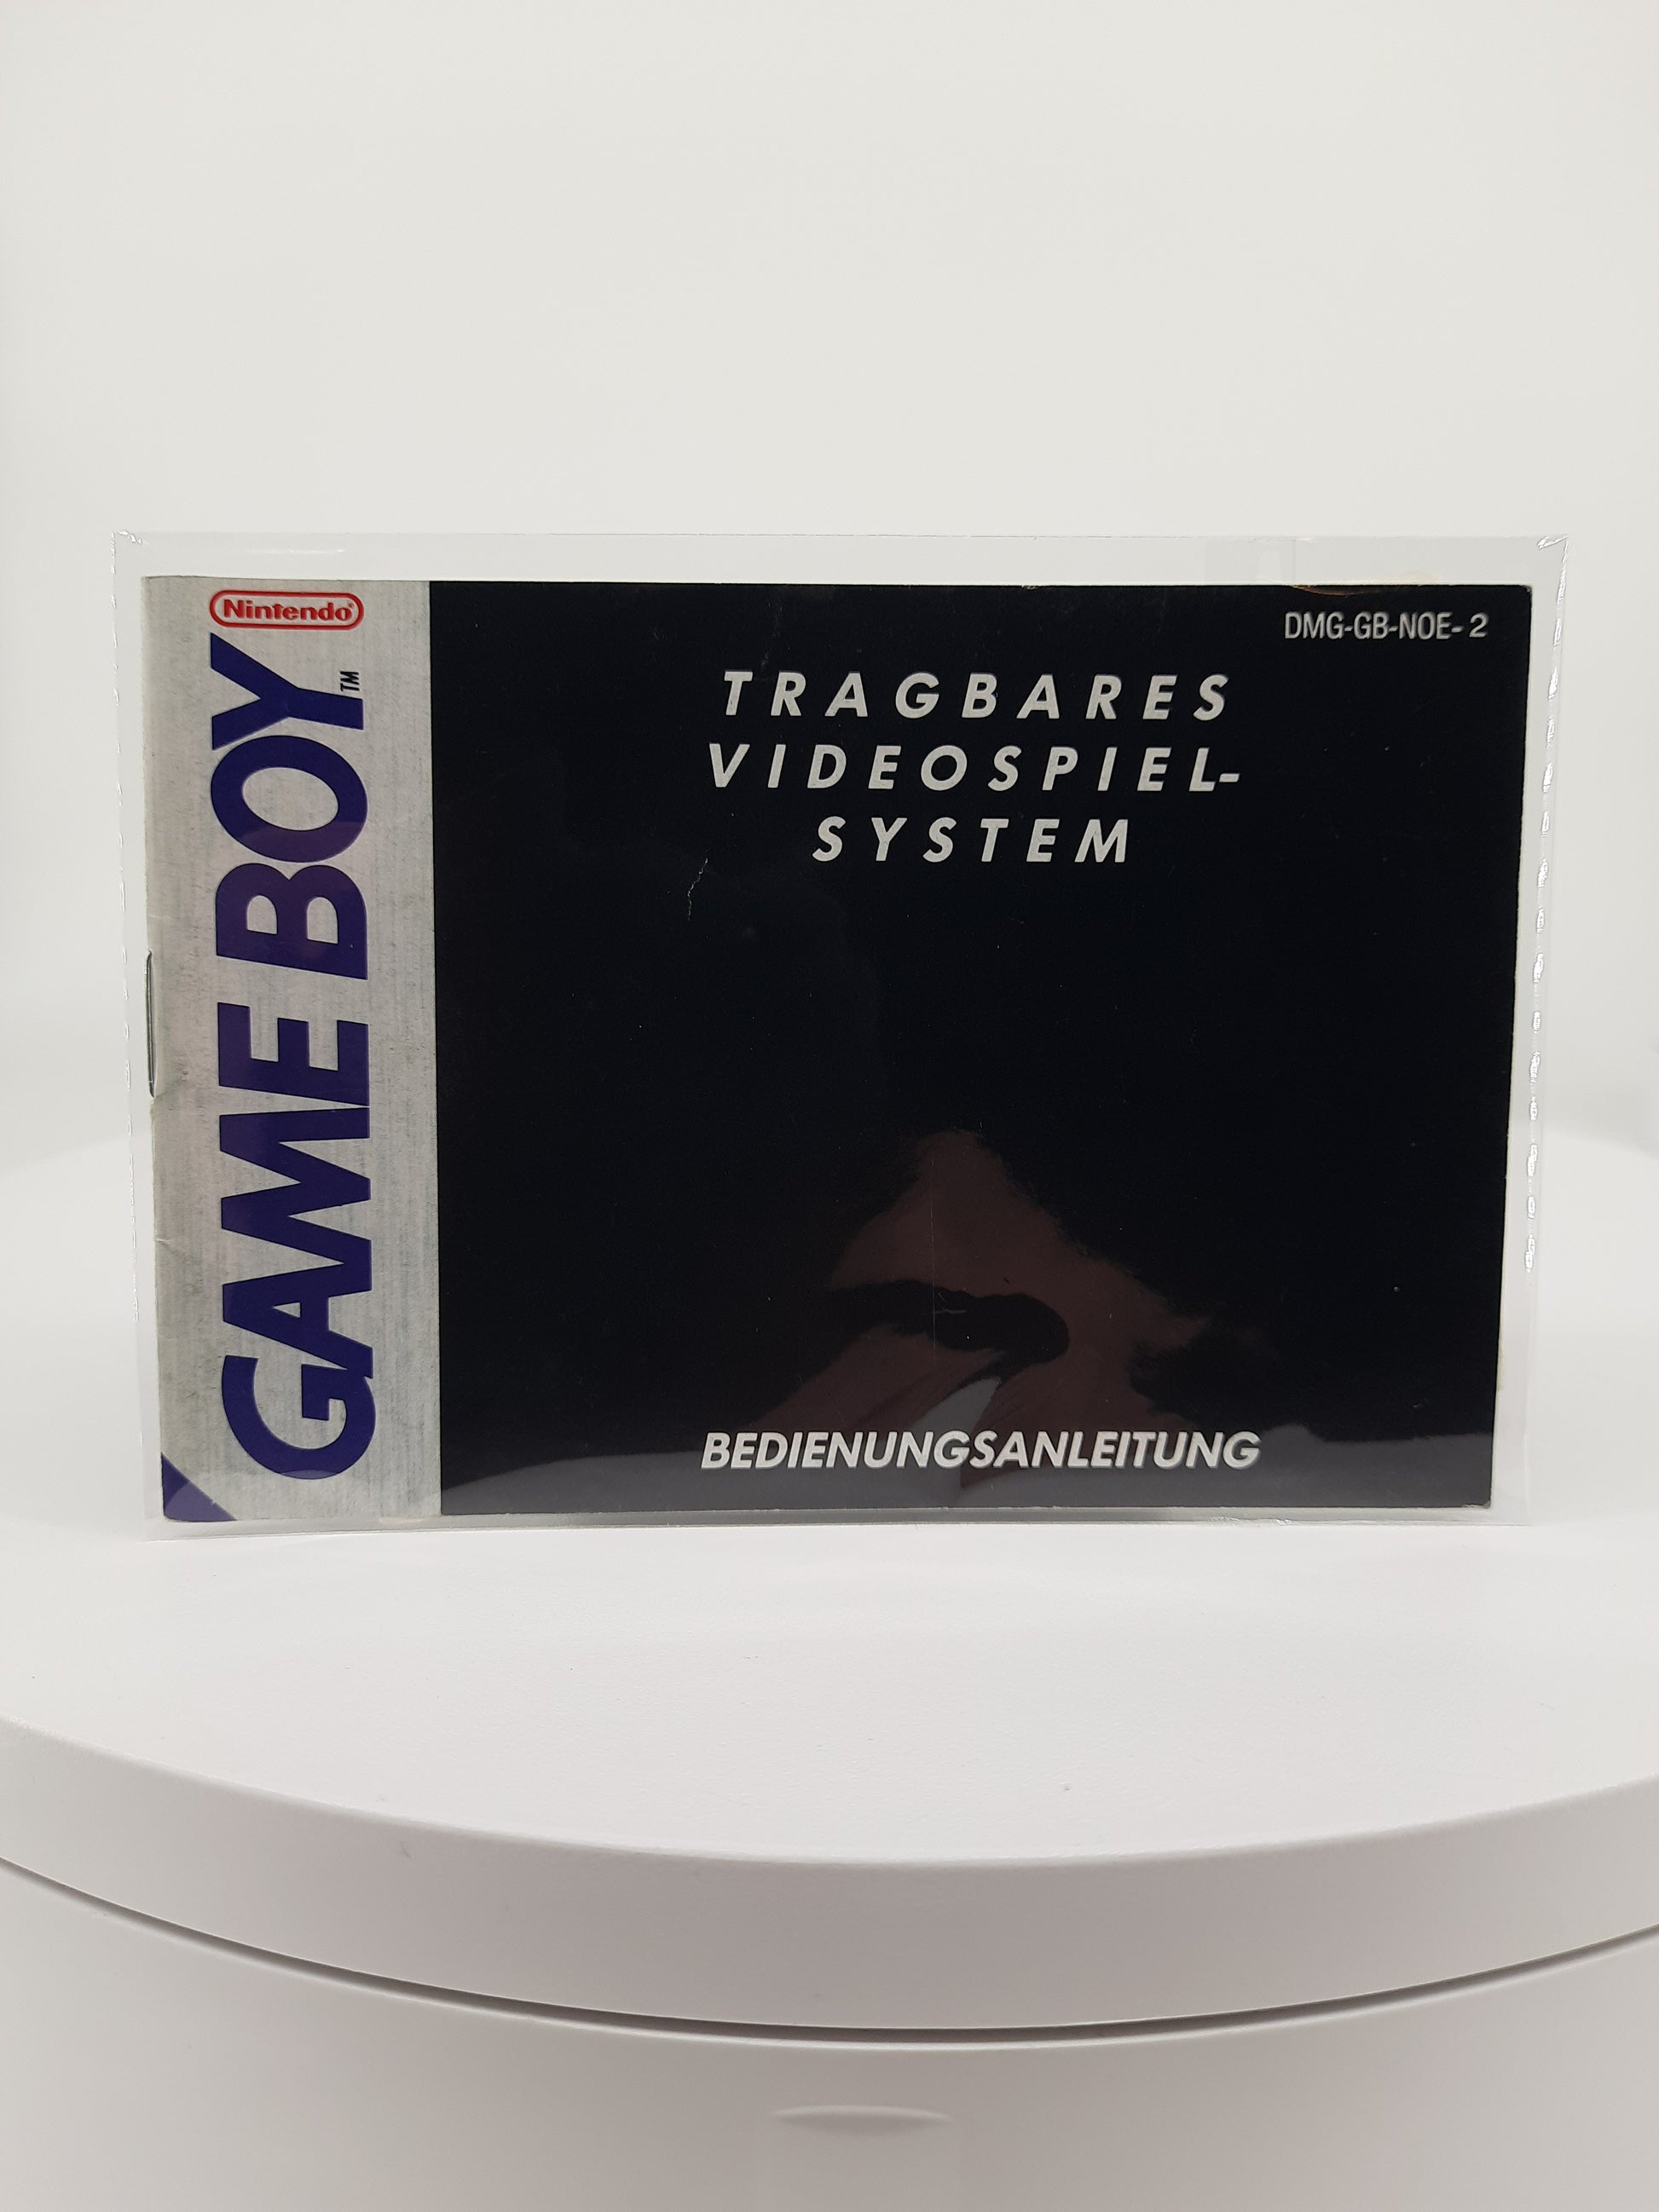 Nintendo®
GAME BOY™
DMG-GB-NOE-2
TRAGBARES
VIDEOSPIEL-
SYSTEM
BEDIENUNGSANLEITUNG